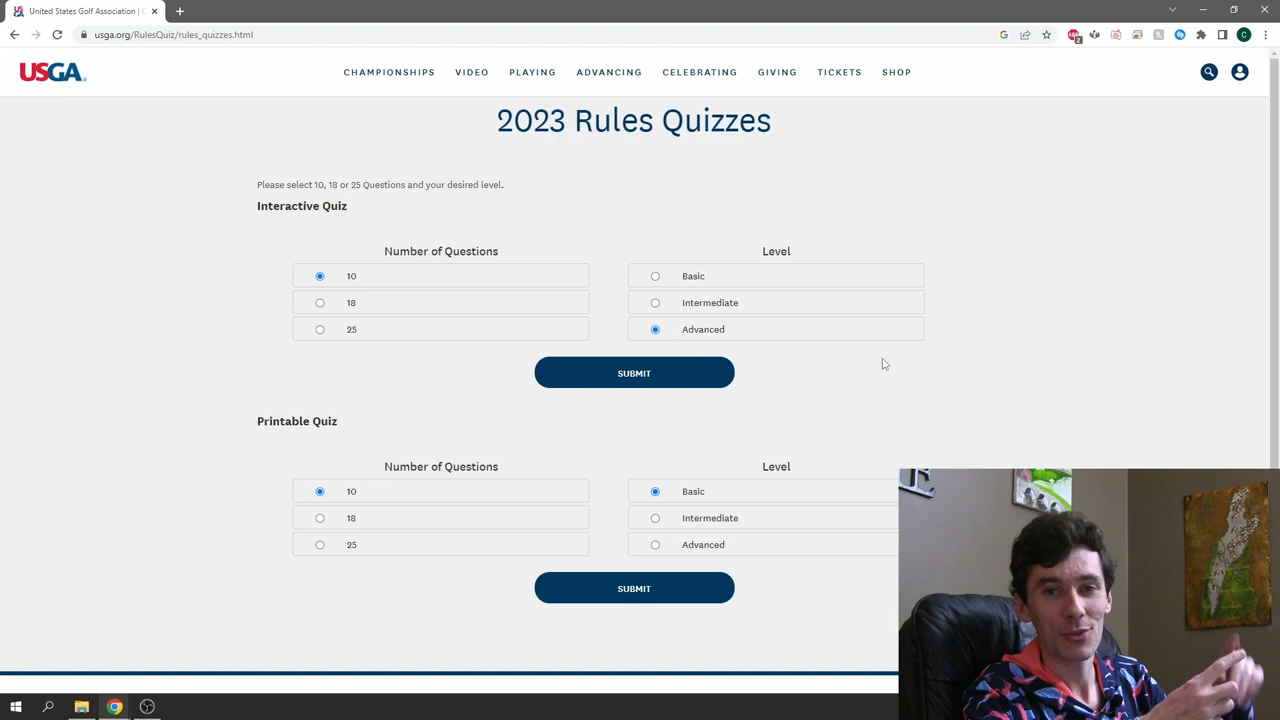 United States Golf Association | C
usga.org/RulesQuiz/rules_quizzes.html
USGA
CHAMPIONSHIPS VIDEO PLAYING ADVANCING CELEBRATING GIVING TICKETS SHOP
2023 Rules Quizzes
Please select 10, 18 or 25 Questions and your desired level.
Interactive Quiz
Number of Questions Level
10 Basic
18 Intermediate
25 Advanced
SUBMIT
Printable Quiz
Number of Questions Level
10 Basic
18 Intermediate
25 Advanced
SUBMIT